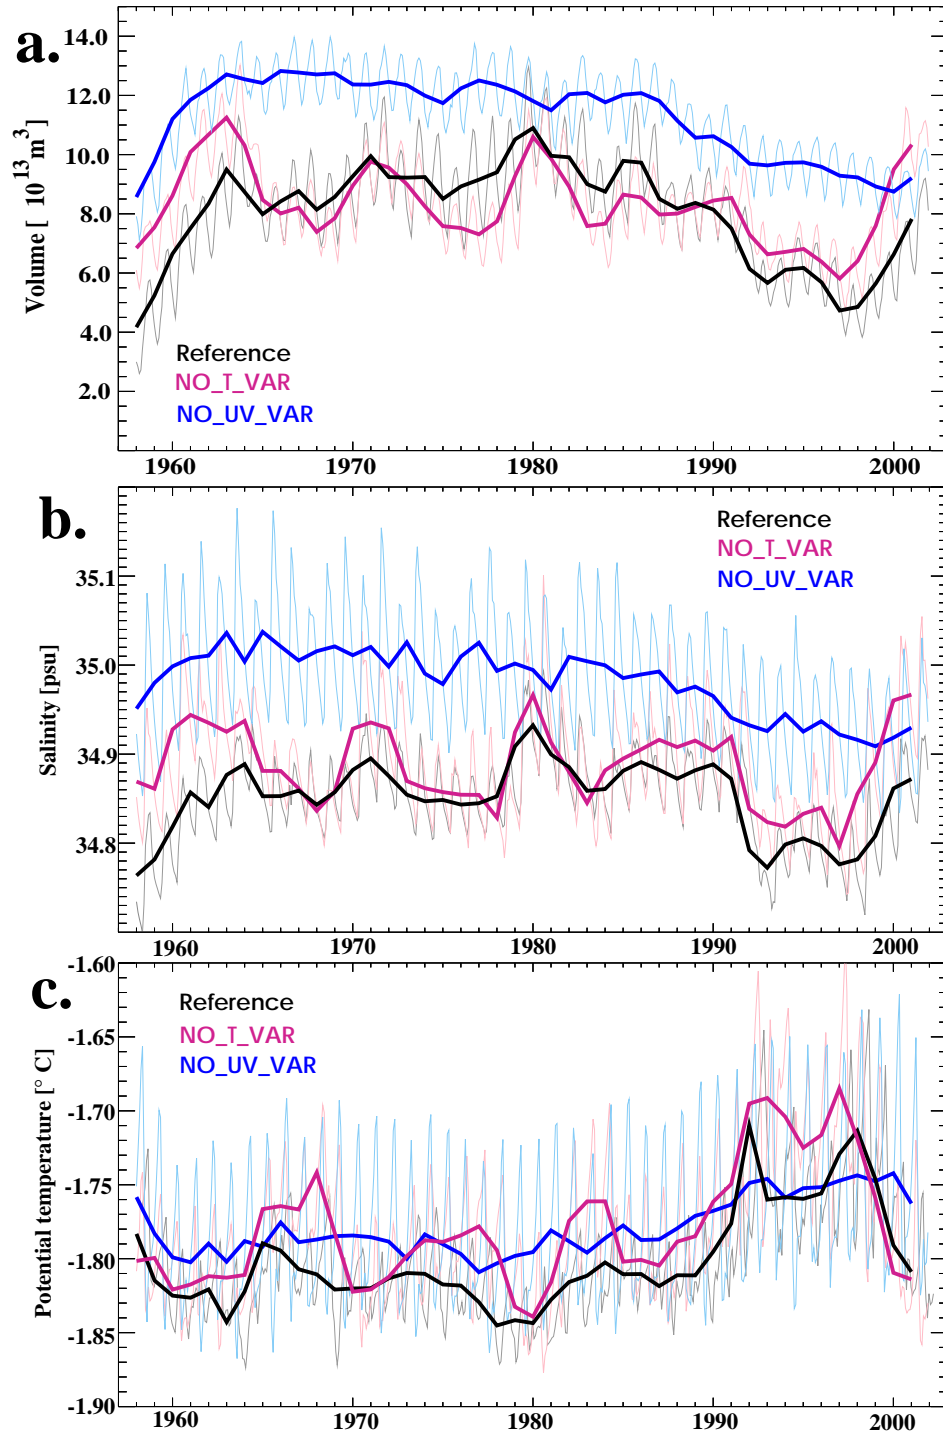 a.
14.0
12.0
10.0
8.0
6.0
4.0
2.0
Volume [ 10^13 m^3 ]
Reference
NO_T_VAR
NO_UV_VAR
1960 1970 1980 1990 2000
b.
35.1
35.0
34.9
34.8
Salinity [psu]
Reference
NO_T_VAR
NO_UV_VAR
1960 1970 1980 1990 2000
c.
-1.60
-1.65
-1.70
-1.75
-1.80
-1.85
-1.90
Potential temperature [° C]
Reference
NO_T_VAR
NO_UV_VAR
1960 1970 1980 1990 2000